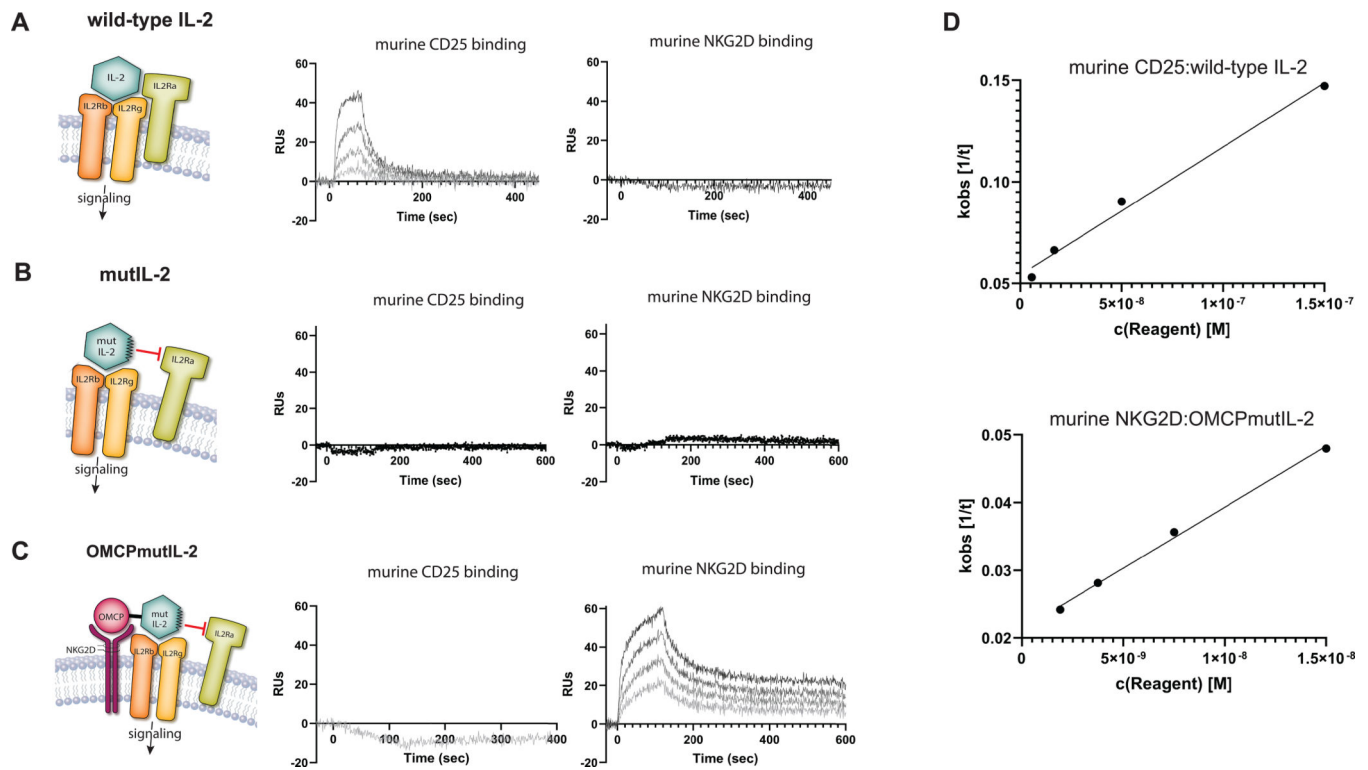 A
wild-type IL-2
IL-2
IL2Ra
IL2Rb
IL2Rg
signaling
murine CD25 binding
RUs
60
40
20
0
-20
0
200
400
Time (sec)
murine NKG2D binding
RUs
60
40
20
0
-20
0
200
400
Time (sec)
B
mutIL-2
mut
IL-2
IL2Ra
IL2Rb
IL2Rg
signaling
murine CD25 binding
RUs
60
40
20
0
-20
0
200
400
600
Time (sec)
murine NKG2D binding
RUs
60
40
20
0
-20
0
200
400
600
Time (sec)
C
OMCPmutIL-2
OMCP
mut
IL-2
IL2Ra
NKG2D
IL2Rb
IL2Rg
signaling
murine CD25 binding
RUs
60
40
20
0
-20
0
100
200
300
400
Time (sec)
murine NKG2D binding
RUs
60
40
20
0
-20
0
200
400
600
Time (sec)
D
murine CD25:wild-type IL-2
kobs [1/t]
0.15
0.10
0.05
0
5×10-8
1×10-7
1.5×10-7
c(Reagent) [M]
murine NKG2D:OMCPmutIL-2
kobs [1/t]
0.05
0.04
0.03
0.02
0
5×10-9
1×10-8
1.5×10-8
c(Reagent) [M]